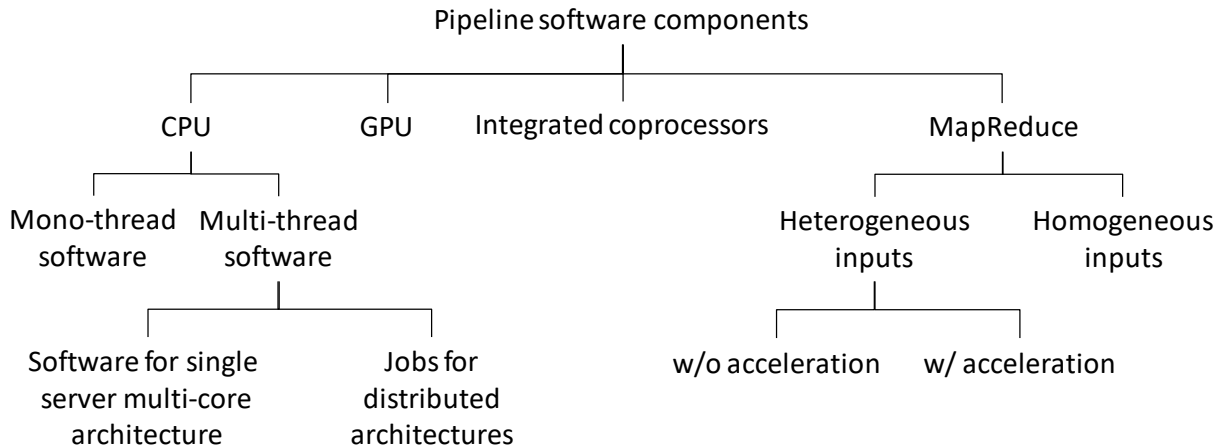 Pipeline software components
CPU
GPU
Integrated coprocessors
MapReduce
Mono-thread
software
Multi-thread
software
Heterogeneous
inputs
Homogeneous
inputs
Software for single
server multi-core
architecture
Jobs for
distributed
architectures
w/o acceleration
w/ acceleration